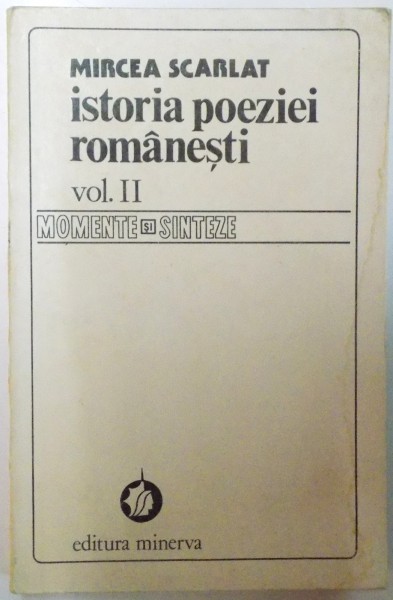 MIRCEA SCARLAT
istoria poeziei
românești
vol. II
MOMENTE ȘI SINTEZE
editura minerva